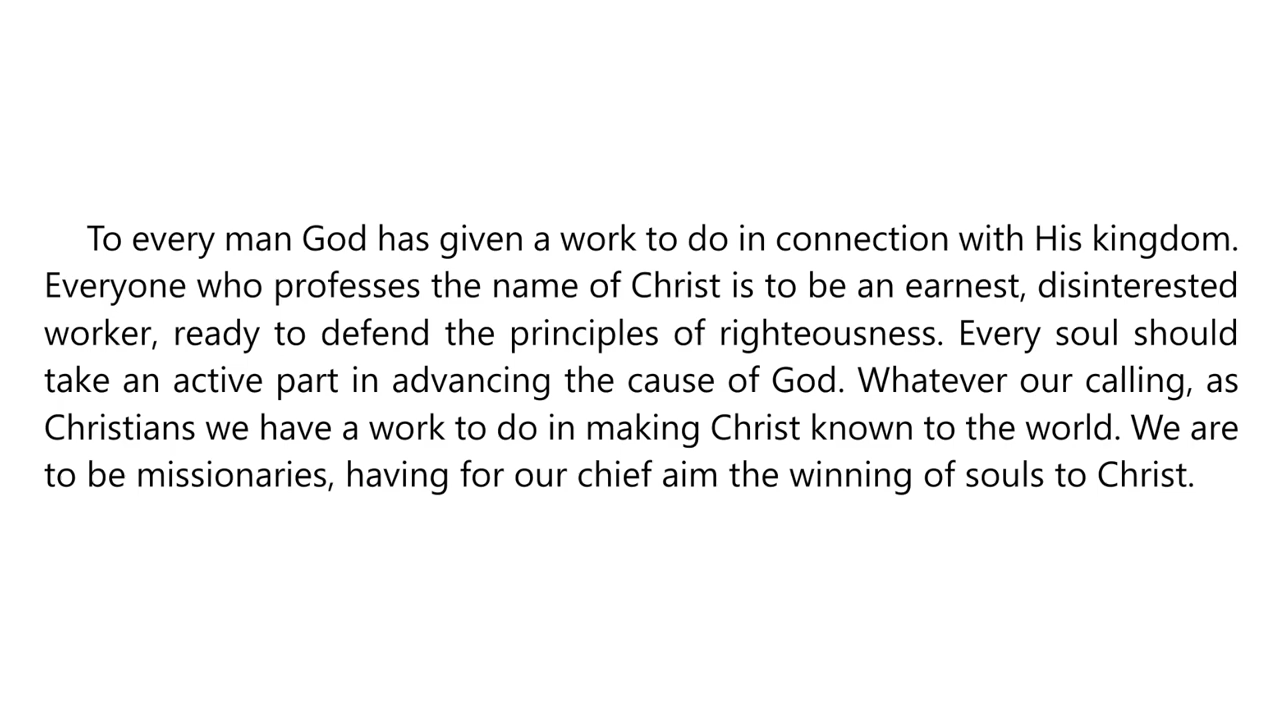 To every man God has given a work to do in connection with His kingdom.
Everyone who professes the name of Christ is to be an earnest, disinterested
worker, ready to defend the principles of righteousness. Every soul should
take an active part in advancing the cause of God. Whatever our calling, as
Christians we have a work to do in making Christ known to the world. We are
to be missionaries, having for our chief aim the winning of souls to Christ.